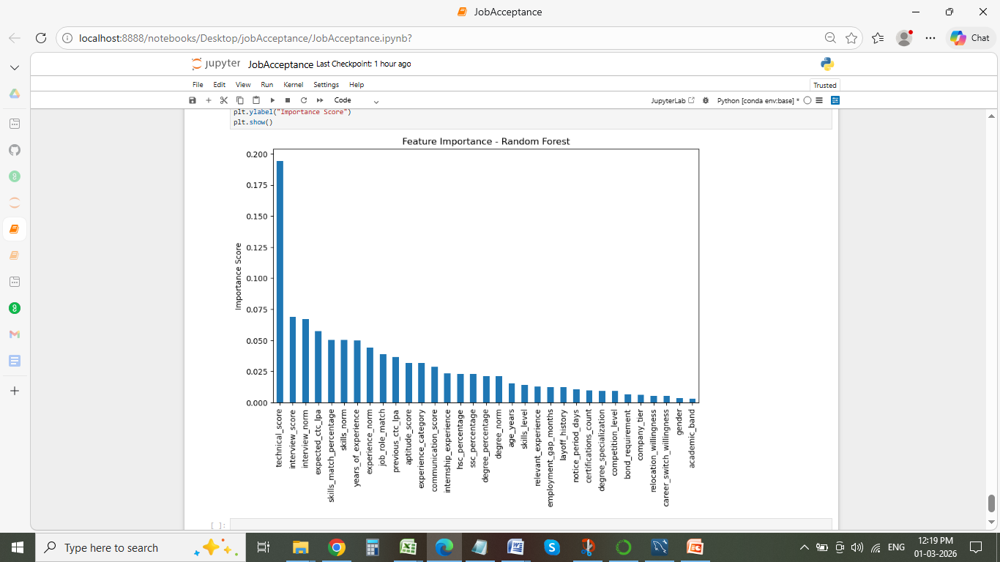 JobAcceptance
localhost:8888/notebooks/Desktop/jobAcceptance/JobAcceptance.ipynb?
Chat
jupyter JobAcceptance Last Checkpoint: 1 hour ago
File Edit View Run Kernel Settings Help
Trusted
Code
JupyterLab
Python [conda env:base] *
plt.ylabel("Importance Score")
plt.show()
Feature Importance - Random Forest
0.200
0.175
0.150
0.125
0.100
0.075
0.050
0.025
0.000
Importance Score
technical_score
interview_score
interview_norm
expected_ctc_lpa
skills_match_percentage
skills_norm
years_of_experience
experience_norm
job_role_match
previous_ctc_lpa
aptitude_score
experience_category
communication_score
internship_experience
hsc_percentage
ssc_percentage
degree_percentage
degree_norm
age_years
skills_level
relevant_experience
employment_gap_months
layoff_history
notice_period_days
certifications_count
degree_specialization
competition_level
bond_requirement
company_tier
relocation_willingness
career_switch_willingness
gender
academic_band
[ ]:
Type here to search
ENG
12:19 PM
01-03-2026